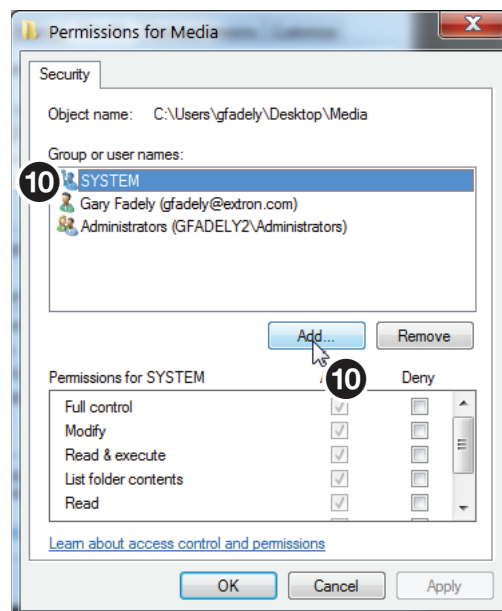 Permissions for Media
Security
Object name: C:\Users\gfadely\Desktop\Media
Group or user names:
10 SYSTEM
Gary Fadely (gfadely@extron.com)
Administrators (GFADELY2\Administrators)
Add... Remove
10
Permissions for SYSTEM Deny
Full control
Modify
Read & execute
List folder contents
Read
Learn about access control and permissions
OK Cancel Apply